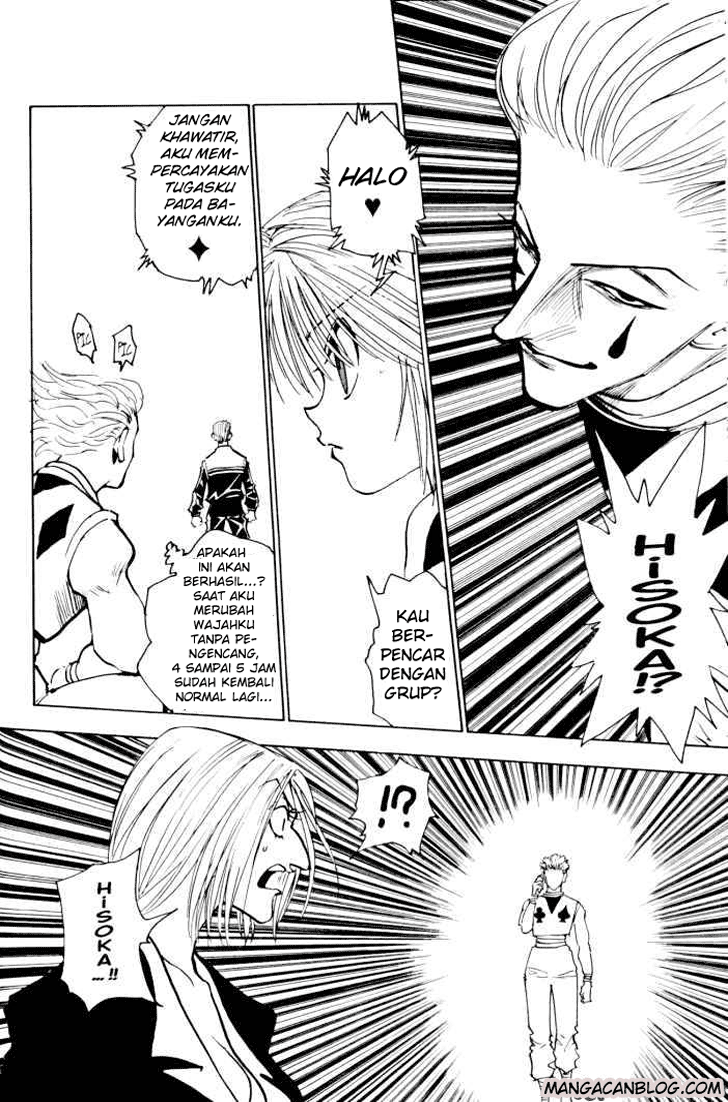 HISOKA!?
HALO
♥
KAU
BER-
PENCAR
DENGAN
GRUP?
JANGAN
KHAWATIR,
AKU MEM-
PERCAYAKAN
TUGASKU
PADA BA-
YANGANKU.
♦
PIC
PIC
APAKAH
INI AKAN
BERHASIL...?
SAAT AKU
MERUBAH
WAJAHKU
TANPA PE-
NGENCANG,
4 SAMPAI 5 JAM
SUDAH KEMBALI
NORMAL LAGI...
!?
HISOKA
...!!
MANGACANBLOG.COM